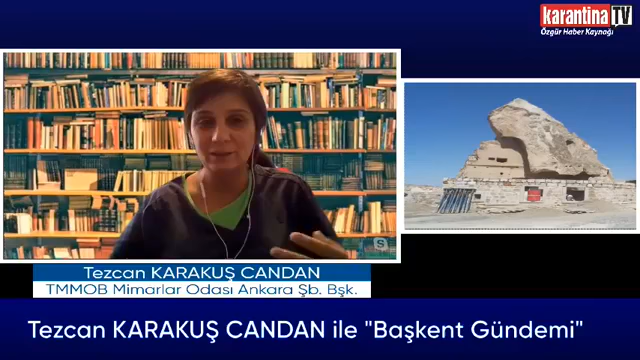 karantina TV
Özgür Haber Kaynağı
Tezcan KARAKUŞ CANDAN
TMMOB Mimarlar Odası Ankara Şb. Bşk.
Tezcan KARAKUŞ CANDAN ile "Başkent Gündemi"